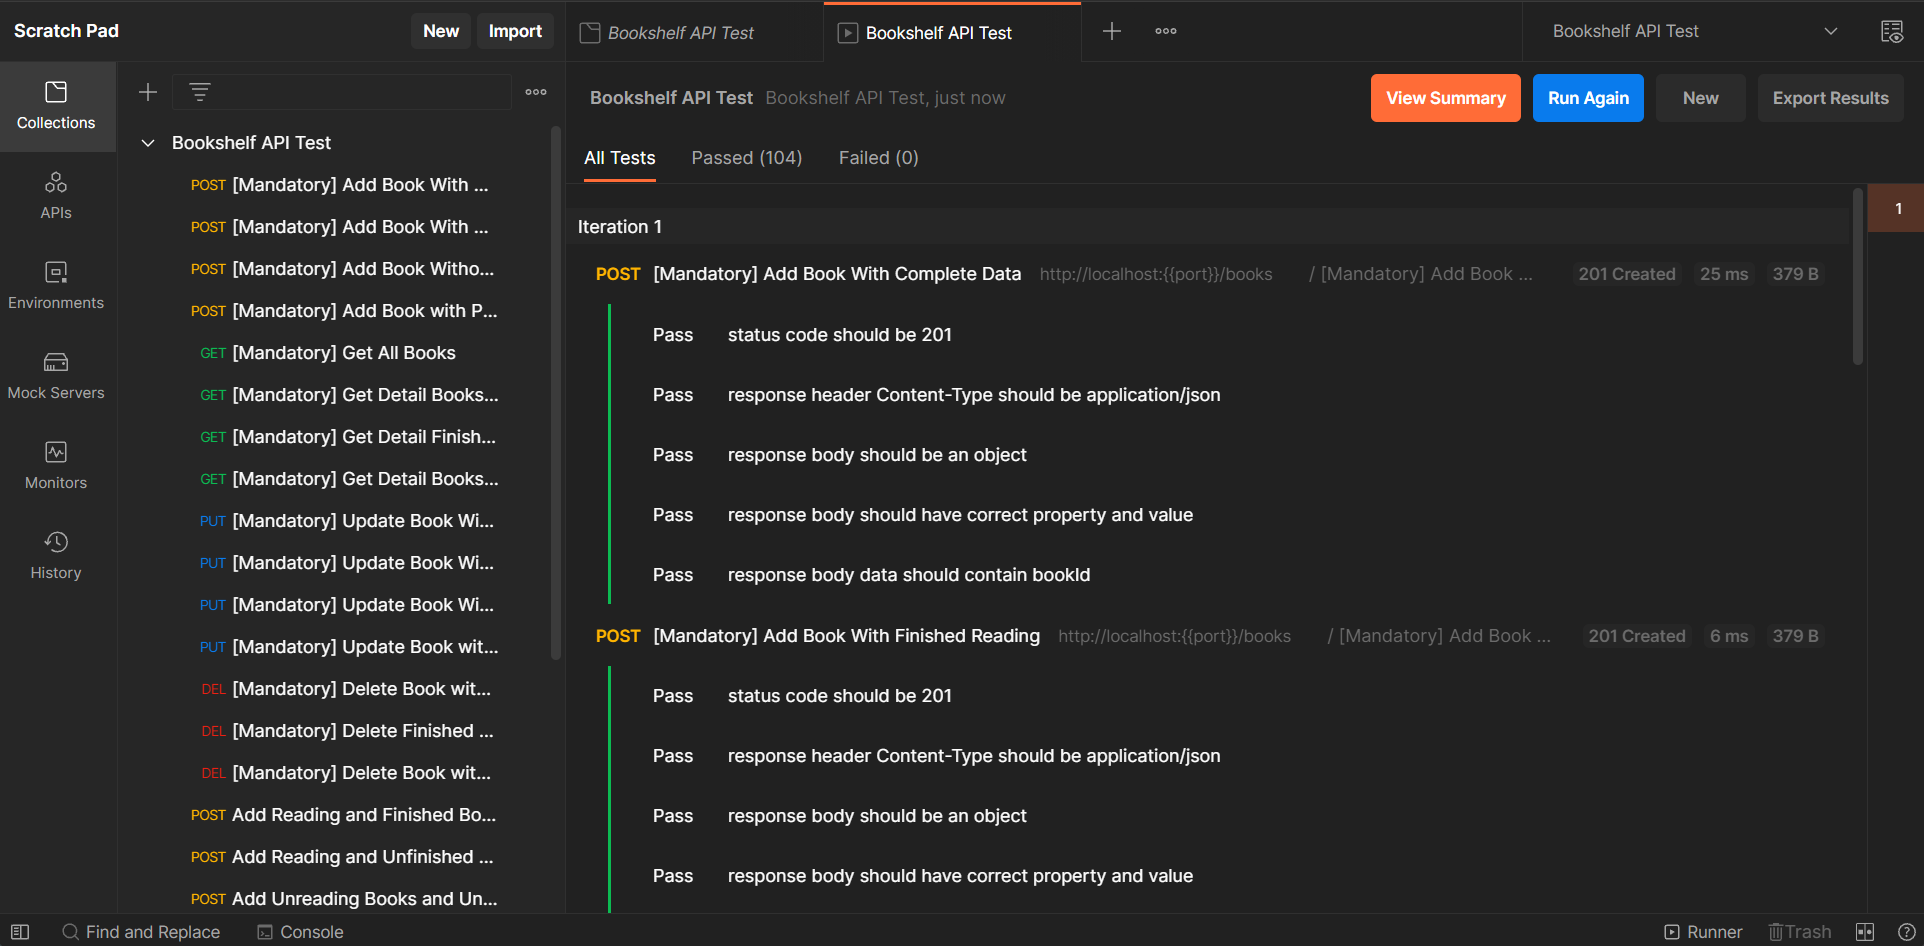 Scratch Pad
New
Import
Bookshelf API Test
Bookshelf API Test
Bookshelf API Test
Collections
APIs
Environments
Mock Servers
Monitors
History
Bookshelf API Test
POST [Mandatory] Add Book With ...
POST [Mandatory] Add Book With ...
POST [Mandatory] Add Book Witho...
POST [Mandatory] Add Book with P...
GET [Mandatory] Get All Books
GET [Mandatory] Get Detail Books...
GET [Mandatory] Get Detail Finish...
GET [Mandatory] Get Detail Books...
PUT [Mandatory] Update Book Wi...
PUT [Mandatory] Update Book Wi...
PUT [Mandatory] Update Book Wi...
PUT [Mandatory] Update Book wit...
DEL [Mandatory] Delete Book wit...
DEL [Mandatory] Delete Finished ...
DEL [Mandatory] Delete Book wit...
POST Add Reading and Finished Bo...
POST Add Reading and Unfinished ...
POST Add Unreading Books and Un...
Bookshelf API Test Bookshelf API Test, just now
View Summary
Run Again
New
Export Results
All Tests Passed (104) Failed (0)
1
Iteration 1
POST [Mandatory] Add Book With Complete Data http://localhost:{{port}}/books / [Mandatory] Add Book ... 201 Created 25 ms 379 B
Pass status code should be 201
Pass response header Content-Type should be application/json
Pass response body should be an object
Pass response body should have correct property and value
Pass response body data should contain bookId
POST [Mandatory] Add Book With Finished Reading http://localhost:{{port}}/books / [Mandatory] Add Book ... 201 Created 6 ms 379 B
Pass status code should be 201
Pass response header Content-Type should be application/json
Pass response body should be an object
Pass response body should have correct property and value
Find and Replace
Console
Runner
Trash